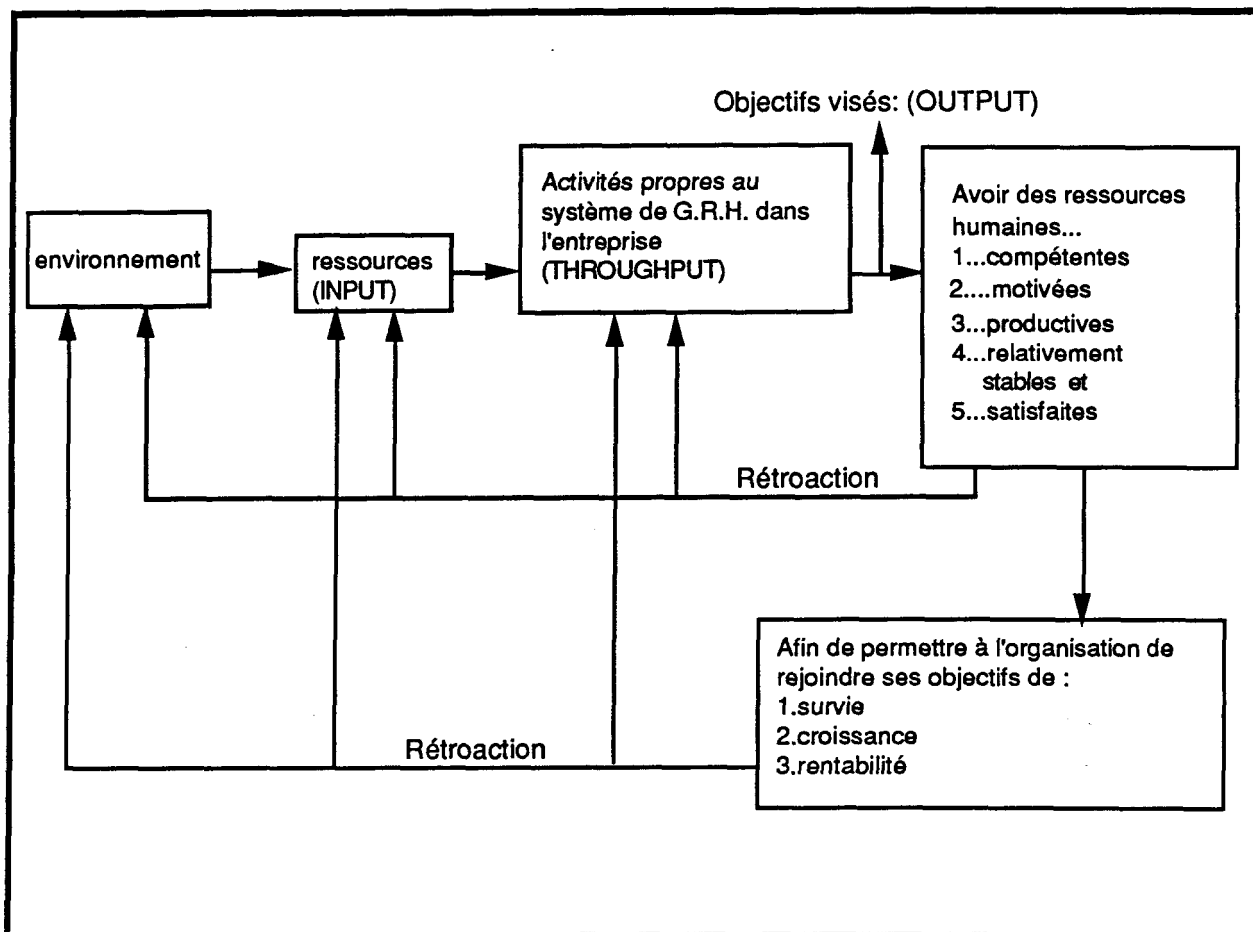 Objectifs visés: (OUTPUT)
environnement
ressources
(INPUT)
Activités propres au
système de G.R.H. dans
l'entreprise
(THROUGHPUT)
Avoir des ressources
humaines...
1...compétentes
2....motivées
3...productives
4...relativement
stables et
5...satisfaites
Rétroaction
Afin de permettre à l'organisation de
rejoindre ses objectifs de :
1.survie
2.croissance
3.rentabilité
Rétroaction